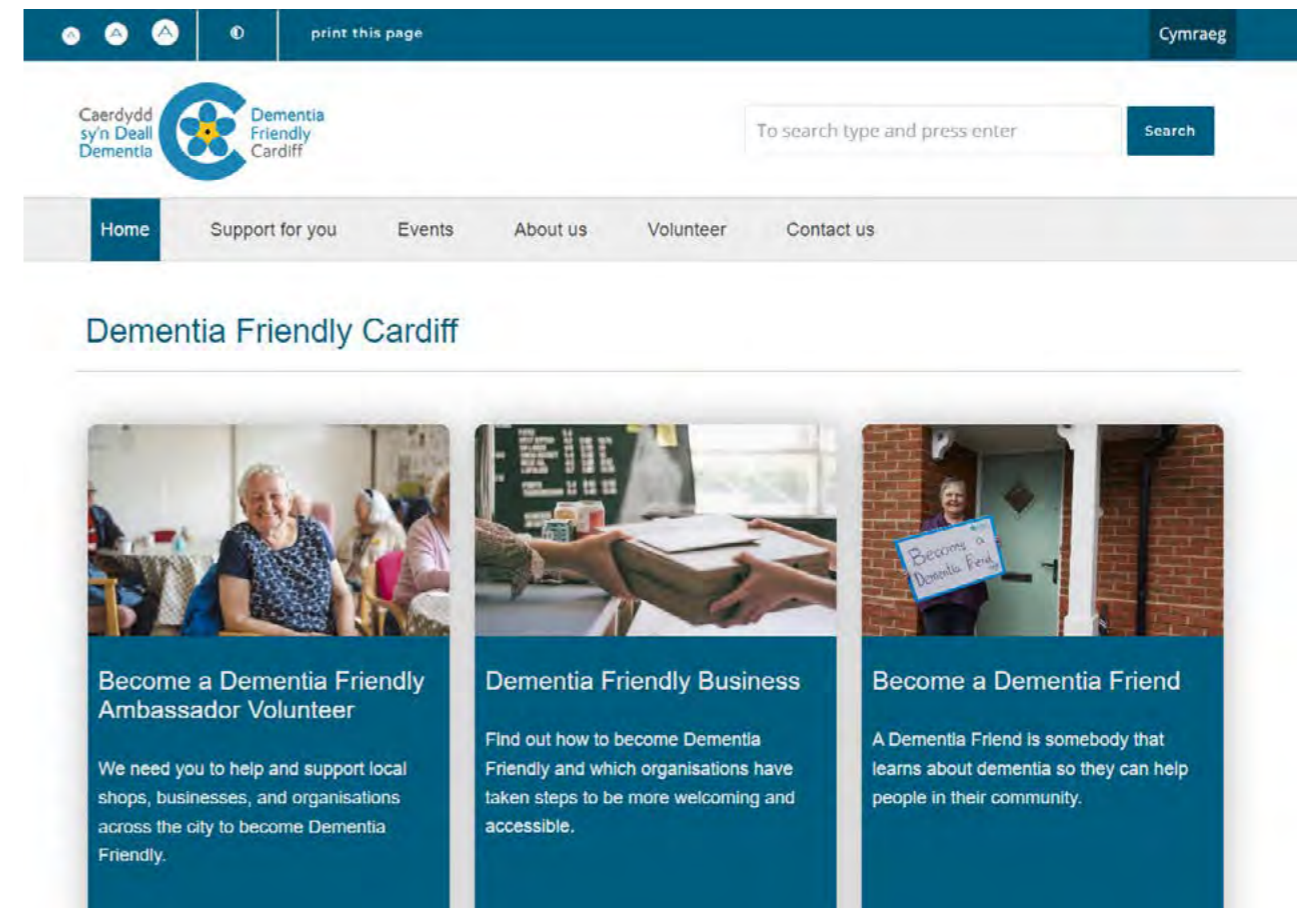 A A A print this page Cymraeg
Caerdydd
sy'n Deall
Dementia
Dementia
Friendly
Cardiff
To search type and press enter Search
Home Support for you Events About us Volunteer Contact us
Dementia Friendly Cardiff
Become a
Dementia
Become a Dementia Friendly
Ambassador Volunteer
We need you to help and support local
shops, businesses, and organisations
across the city to become Dementia
Friendly.
Dementia Friendly Business
Find out how to become Dementia
Friendly and which organisations have
taken steps to be more welcoming and
accessible.
Become a Dementia Friend
A Dementia Friend is somebody that
learns about dementia so they can help
people in their community.